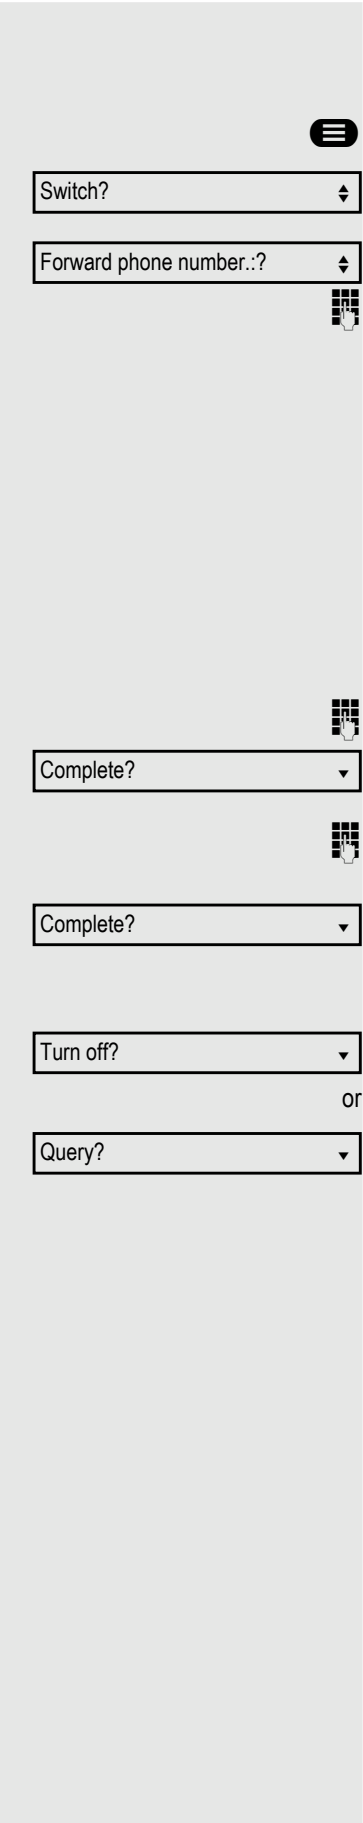 Switch?
Forward phone number.:?
Complete?
Complete?
Turn off?
or
Query?